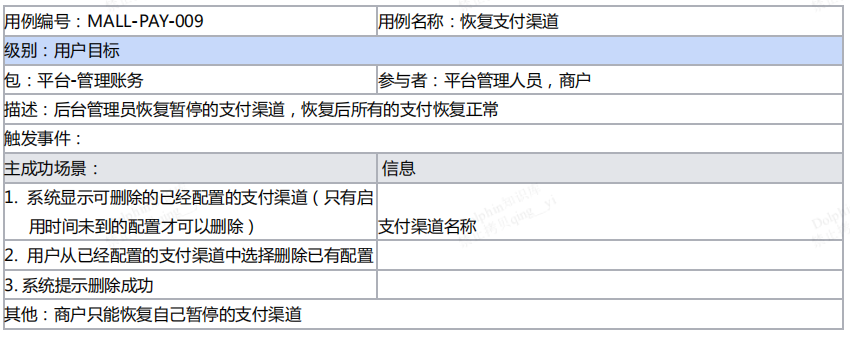 用例编号：MALL-PAY-009 用例名称：恢复支付渠道
级别：用户目标
包：平台-管理账务 参与者：平台管理人员，商户
描述：后台管理员恢复暂停的支付渠道，恢复后所有的支付恢复正常
触发事件：
主成功场景： 信息
1. 系统显示可删除的已经配置的支付渠道（只有启
用时间未到的配置才可以删除） 支付渠道名称
2. 用户从已经配置的支付渠道中选择删除已有配置
3. 系统提示删除成功
其他：商户只能恢复自己暂停的支付渠道